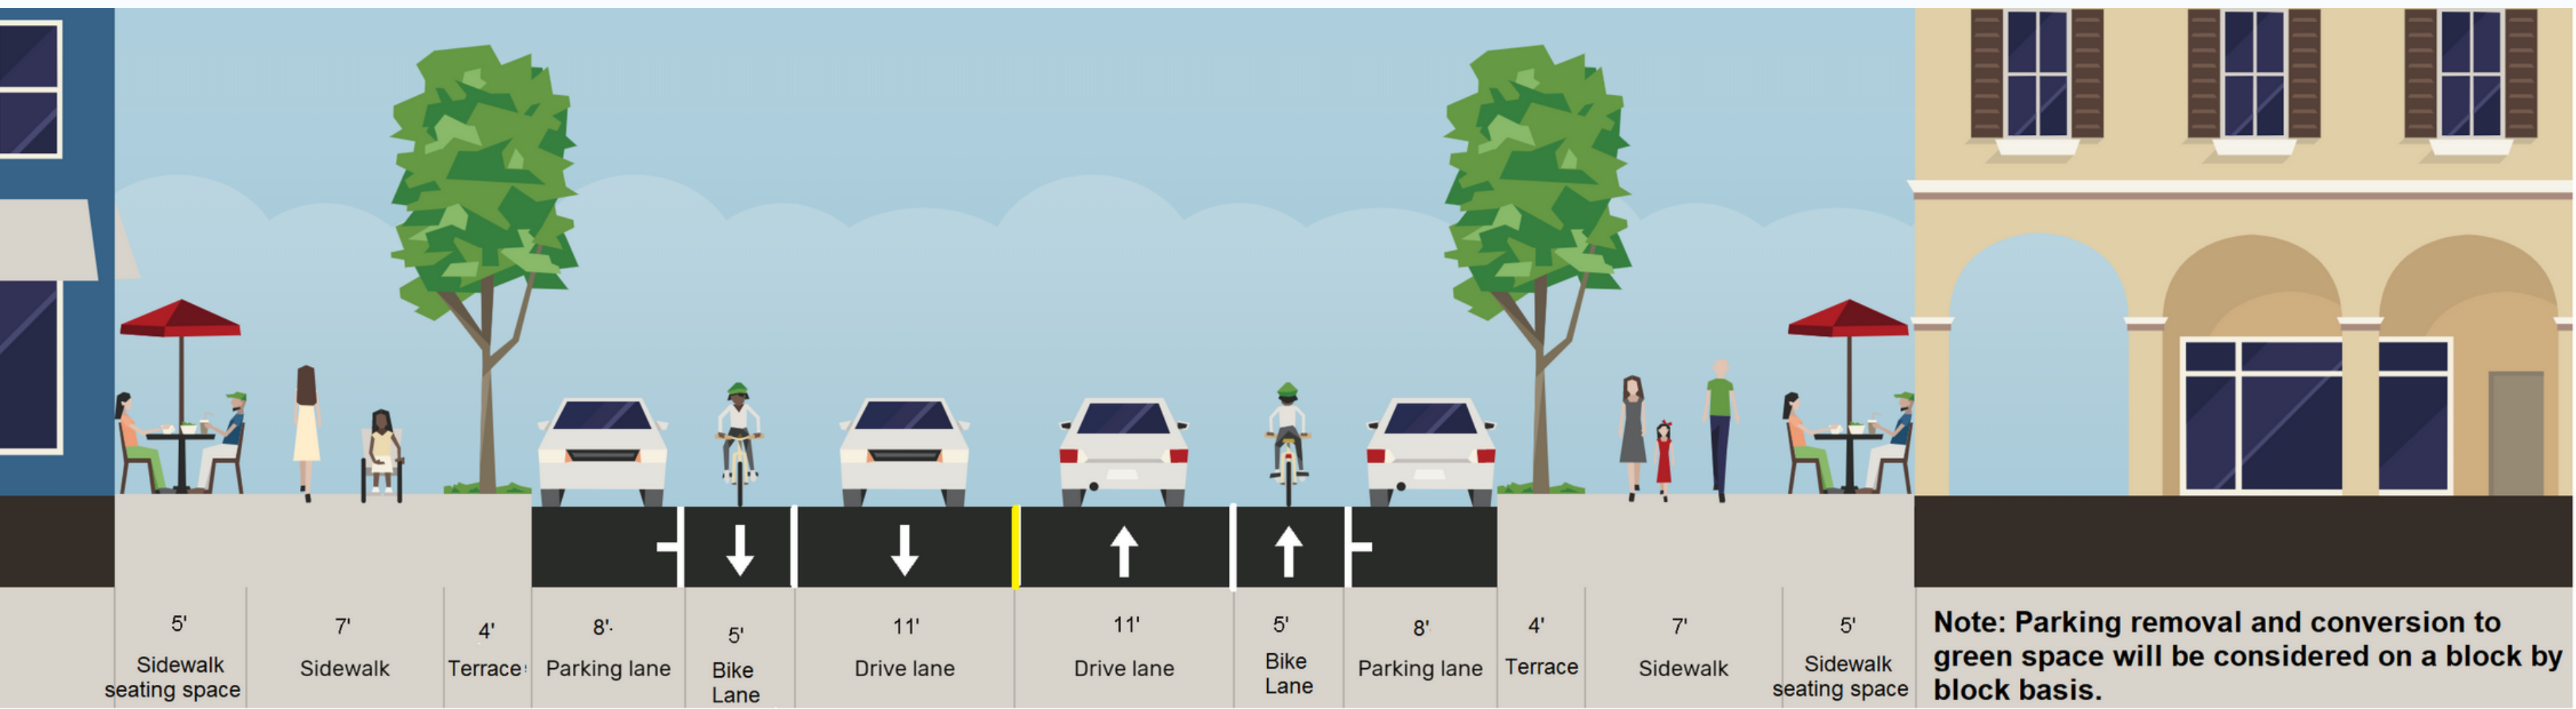 5'
Sidewalk
seating space
7'
Sidewalk
4'
Terrace
8'
Parking lane
5'
Bike
Lane
11'
Drive lane
11'
Drive lane
5'
Bike
Lane
8'
Parking lane
4'
Terrace
7'
Sidewalk
5'
Sidewalk
seating space
Note: Parking removal and conversion to
green space will be considered on a block by
block basis.